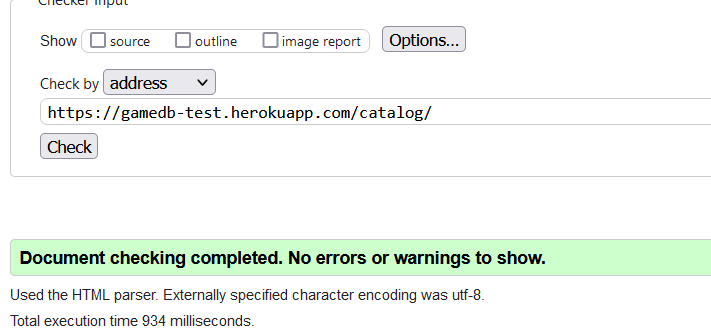 Checker Input
Show source outline image report Options...
Check by address
https://gamedb-test.herokuapp.com/catalog/
Check
Document checking completed. No errors or warnings to show.
Used the HTML parser. Externally specified character encoding was utf-8.
Total execution time 934 milliseconds.